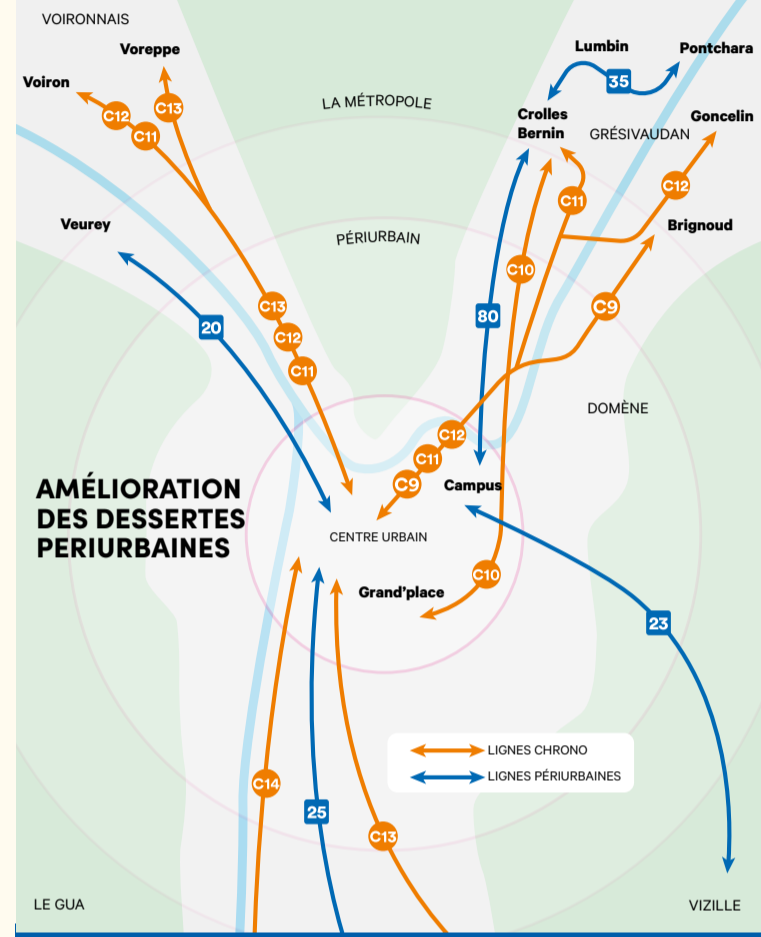 VOIRONNAIS
Voreppe
Lumbin
Pontchara
Voiron
35
C12
C13
LA MÉTROPOLE
Crolles
Bernin
Goncelin
C11
GRÉSIVAUDAN
C12
C11
Veurey
PÉRIURBAIN
Brignoud
C10
C13
C9
20
80
C12
C11
DOMÈNE
C12
C11
C9
Campus
AMÉLIORATION
DES DESSERTES
PERIURBAINES
CENTRE URBAIN
C10
Grand'place
23
LIGNES CHRONO
LIGNES PÉRIURBAINES
C14
25
C13
LE GUA
VIZILLE